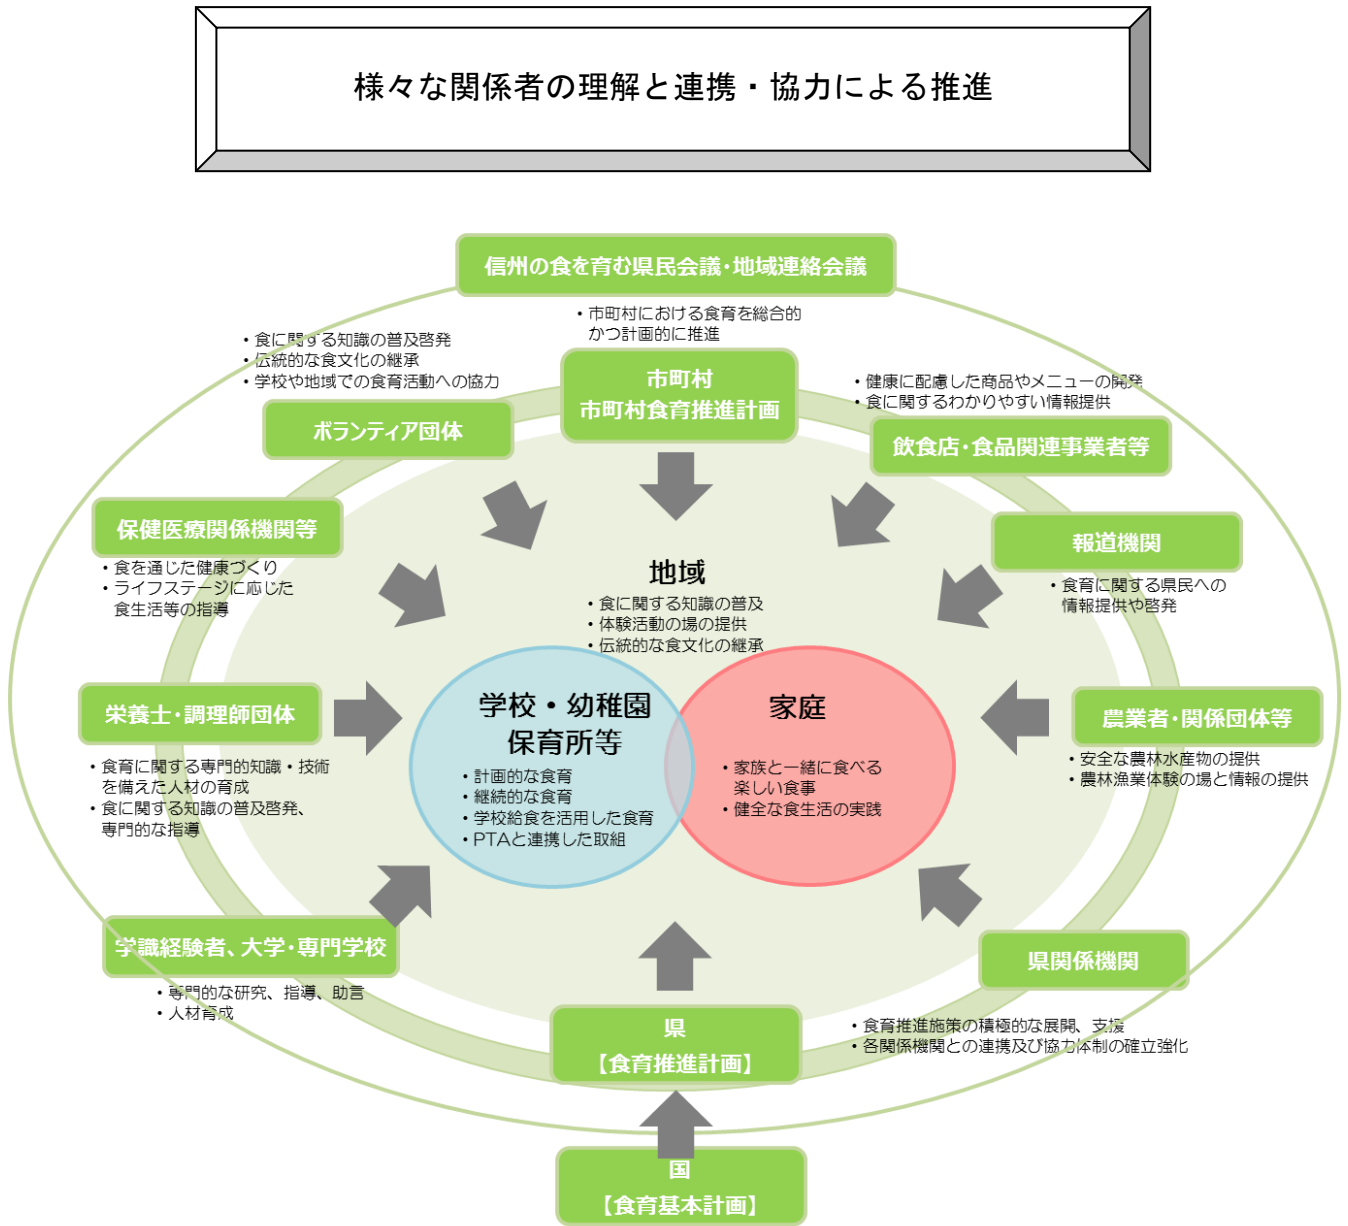 様々な関係者の理解と連携・協力による推進
信州の食を育む県民会議・地域連絡会議
・市町村における食育を総合的
かつ計画的に推進
市町村
市町村食育推進計画
・食に関する知識の普及啓発
・伝統的な食文化の継承
・学校や地域での食育活動への協力
ボランティア団体
・健康に配慮した商品やメニューの開発
・食に関するわかりやすい情報提供
飲食店・食品関連事業者等
保健医療関係機関等
・食を通じた健康づくり
・ライフステージに応じた
食生活等の指導
報道機関
・食育に関する県民への
情報提供や啓発
地域
・食に関する知識の普及
・体験活動の場の提供
・伝統的な食文化の継承
栄養士・調理師団体
・食育に関する専門的知識・技術
を備えた人材の育成
・食に関する知識の普及啓発、
専門的な指導
学校・幼稚園
保育所等
・計画的な食育
・継続的な食育
・学校給食を活用した食育
・PTAと連携した取組
家庭
・家族と一緒に食べる
楽しい食事
・健全な食生活の実践
農業者・関係団体等
・安全な農林水産物の提供
・農林漁業体験の場と情報の提供
学識経験者、大学・専門学校
・専門的な研究、指導、助言
・人材育成
県関係機関
・食育推進施策の積極的な展開、支援
・各関係機関との連携及び協力体制の確立強化
県
【食育推進計画】
国
【食育基本計画】